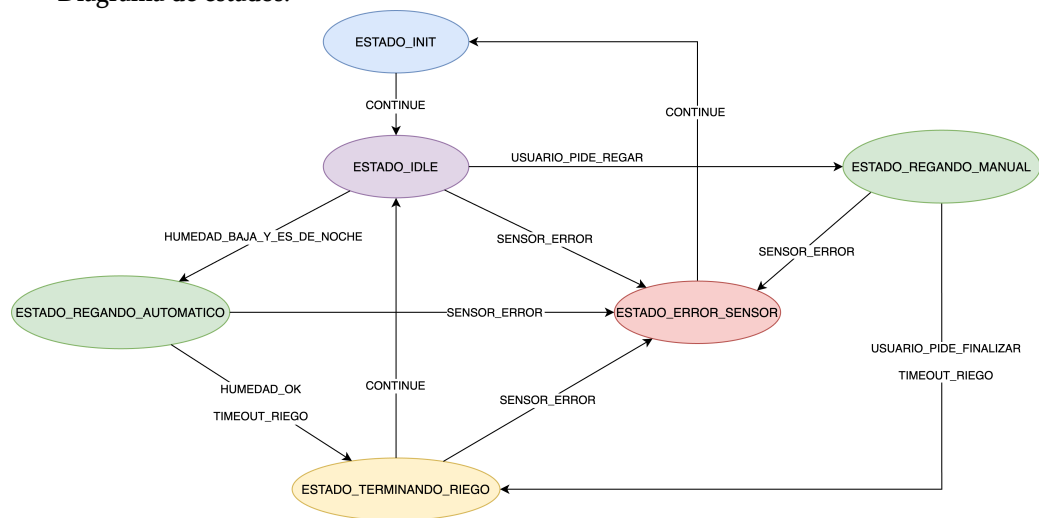 Diagrama de estados:
ESTADO_INIT
CONTINUE
CONTINUE
ESTADO_IDLE
USUARIO_PIDE_REGAR
ESTADO_REGANDO_MANUAL
HUMEDAD_BAJA_Y_ES_DE_NOCHE
SENSOR_ERROR
SENSOR_ERROR
ESTADO_REGANDO_AUTOMATICO
SENSOR_ERROR
ESTADO_ERROR_SENSOR
USUARIO_PIDE_FINALIZAR
TIMEOUT_RIEGO
HUMEDAD_OK
TIMEOUT_RIEGO
CONTINUE
SENSOR_ERROR
ESTADO_TERMINANDO_RIEGO